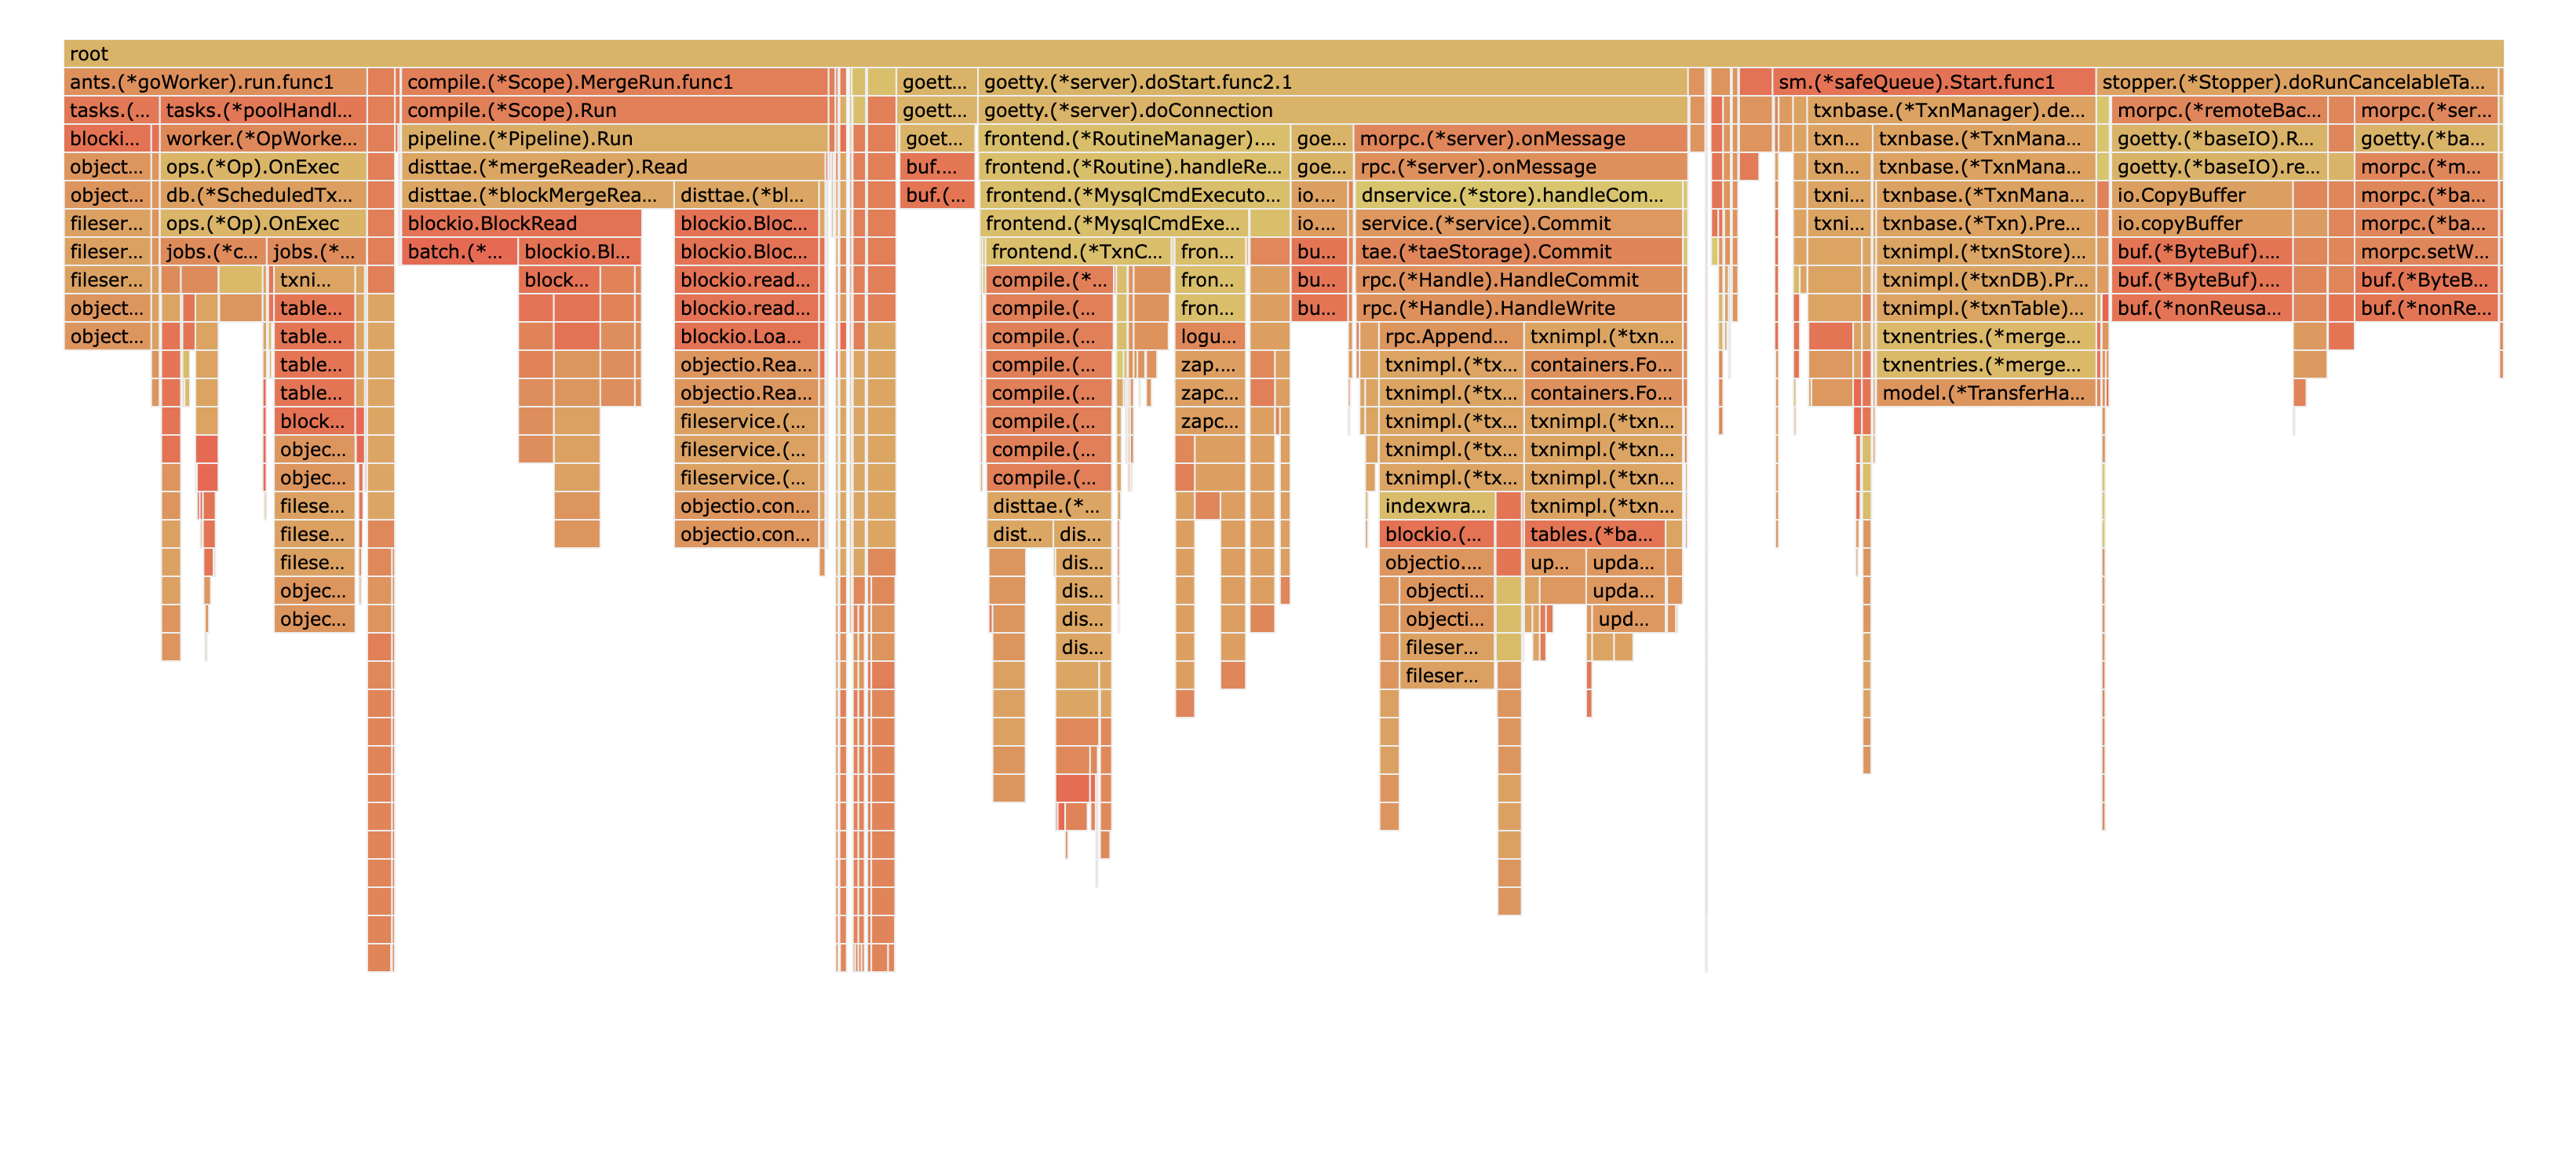 root
ants.(*goWorker).run.func1 compile.(*Scope).MergeRun.func1 goett... goetty.(*server).doStart.func2.1 sm.(*safeQueue).Start.func1 stopper.(*Stopper).doRunCancelableTa...
tasks.(... tasks.(*poolHandl... compile.(*Scope).Run goett... goetty.(*server).doConnection txnbase.(*TxnManager).de... morpc.(*remoteBac... morpc.(*ser...
blocki... worker.(*OpWorke... pipeline.(*Pipeline).Run goet... frontend.(*RoutineManager).... goe... morpc.(*server).onMessage txn... txnbase.(*TxnMana... goetty.(*baseIO).R... goetty.(*ba...
object... ops.(*Op).OnExec disttae.(*mergeReader).Read buf.... frontend.(*Routine).handleRe... goe... rpc.(*server).onMessage txn... txnbase.(*TxnMana... goetty.(*baseIO).re... morpc.(*m...
object... db.(*ScheduledTx... disttae.(*blockMergeRea... disttae.(*bl... buf.(... frontend.(*MysqlCmdExecuto... io.... dnservice.(*store).handleCom... txni... txnbase.(*TxnMana... io.CopyBuffer morpc.(*ba...
fileser... ops.(*Op).OnExec blockio.BlockRead blockio.Bloc... frontend.(*MysqlCmdExe... io.... service.(*service).Commit txni... txnbase.(*Txn).Pre... io.copyBuffer morpc.(*ba...
fileser... jobs.(*c... jobs.(*... batch.(*... blockio.Bl... blockio.Bloc... frontend.(*TxnC... fron... bu... tae.(*taeStorage).Commit txnimpl.(*txnStore)... buf.(*ByteBuf).... morpc.setW...
fileser... txni... block... blockio.read... compile.(*... fron... bu... rpc.(*Handle).HandleCommit txnimpl.(*txnDB).Pr... buf.(*ByteBuf).... buf.(*ByteB...
object... table... blockio.read... compile.(... fron... bu... rpc.(*Handle).HandleWrite txnimpl.(*txnTable)... buf.(*nonReusa... buf.(*nonRe...
object... table... blockio.Loa... compile.(... logu... rpc.Append... txnimpl.(*txn... txnentries.(*merge...
table... objectio.Rea... compile.(... zap.... txnimpl.(*tx... containers.Fo... txnentries.(*merge...
table... objectio.Rea... compile.(... zapc... txnimpl.(*tx... containers.Fo... model.(*TransferHa...
block... fileservice.(... compile.(... zapc... txnimpl.(*tx... txnimpl.(*txn...
objec... fileservice.(... compile.(... txnimpl.(*tx... txnimpl.(*txn...
objec... fileservice.(... compile.(... txnimpl.(*tx... txnimpl.(*txn...
filese... objectio.con... disttae.(*... indexwra... txnimpl.(*txn...
filese... objectio.con... dist... dis... blockio.(... tables.(*ba...
filese... dis... objectio.... up... upda...
objec... dis... objecti... upda...
objec... dis... objecti... upd...
dis... fileser...
fileser...